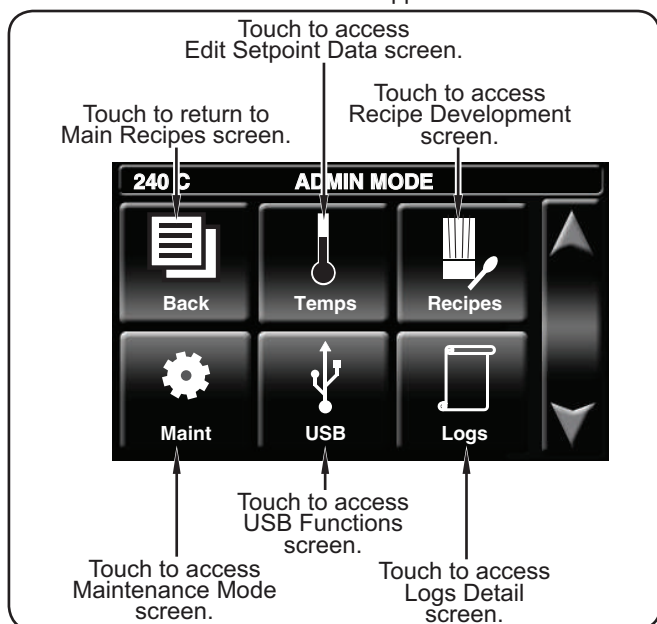 Touch to access
Edit Setpoint Data screen.
Touch to return to
Main Recipes screen.
Touch to access
Recipe Development
screen.
240 C ADMIN MODE
Back Temps Recipes
Maint USB Logs
Touch to access
USB Functions
screen.
Touch to access
Maintenance Mode
screen.
Touch to access
Logs Detail
screen.